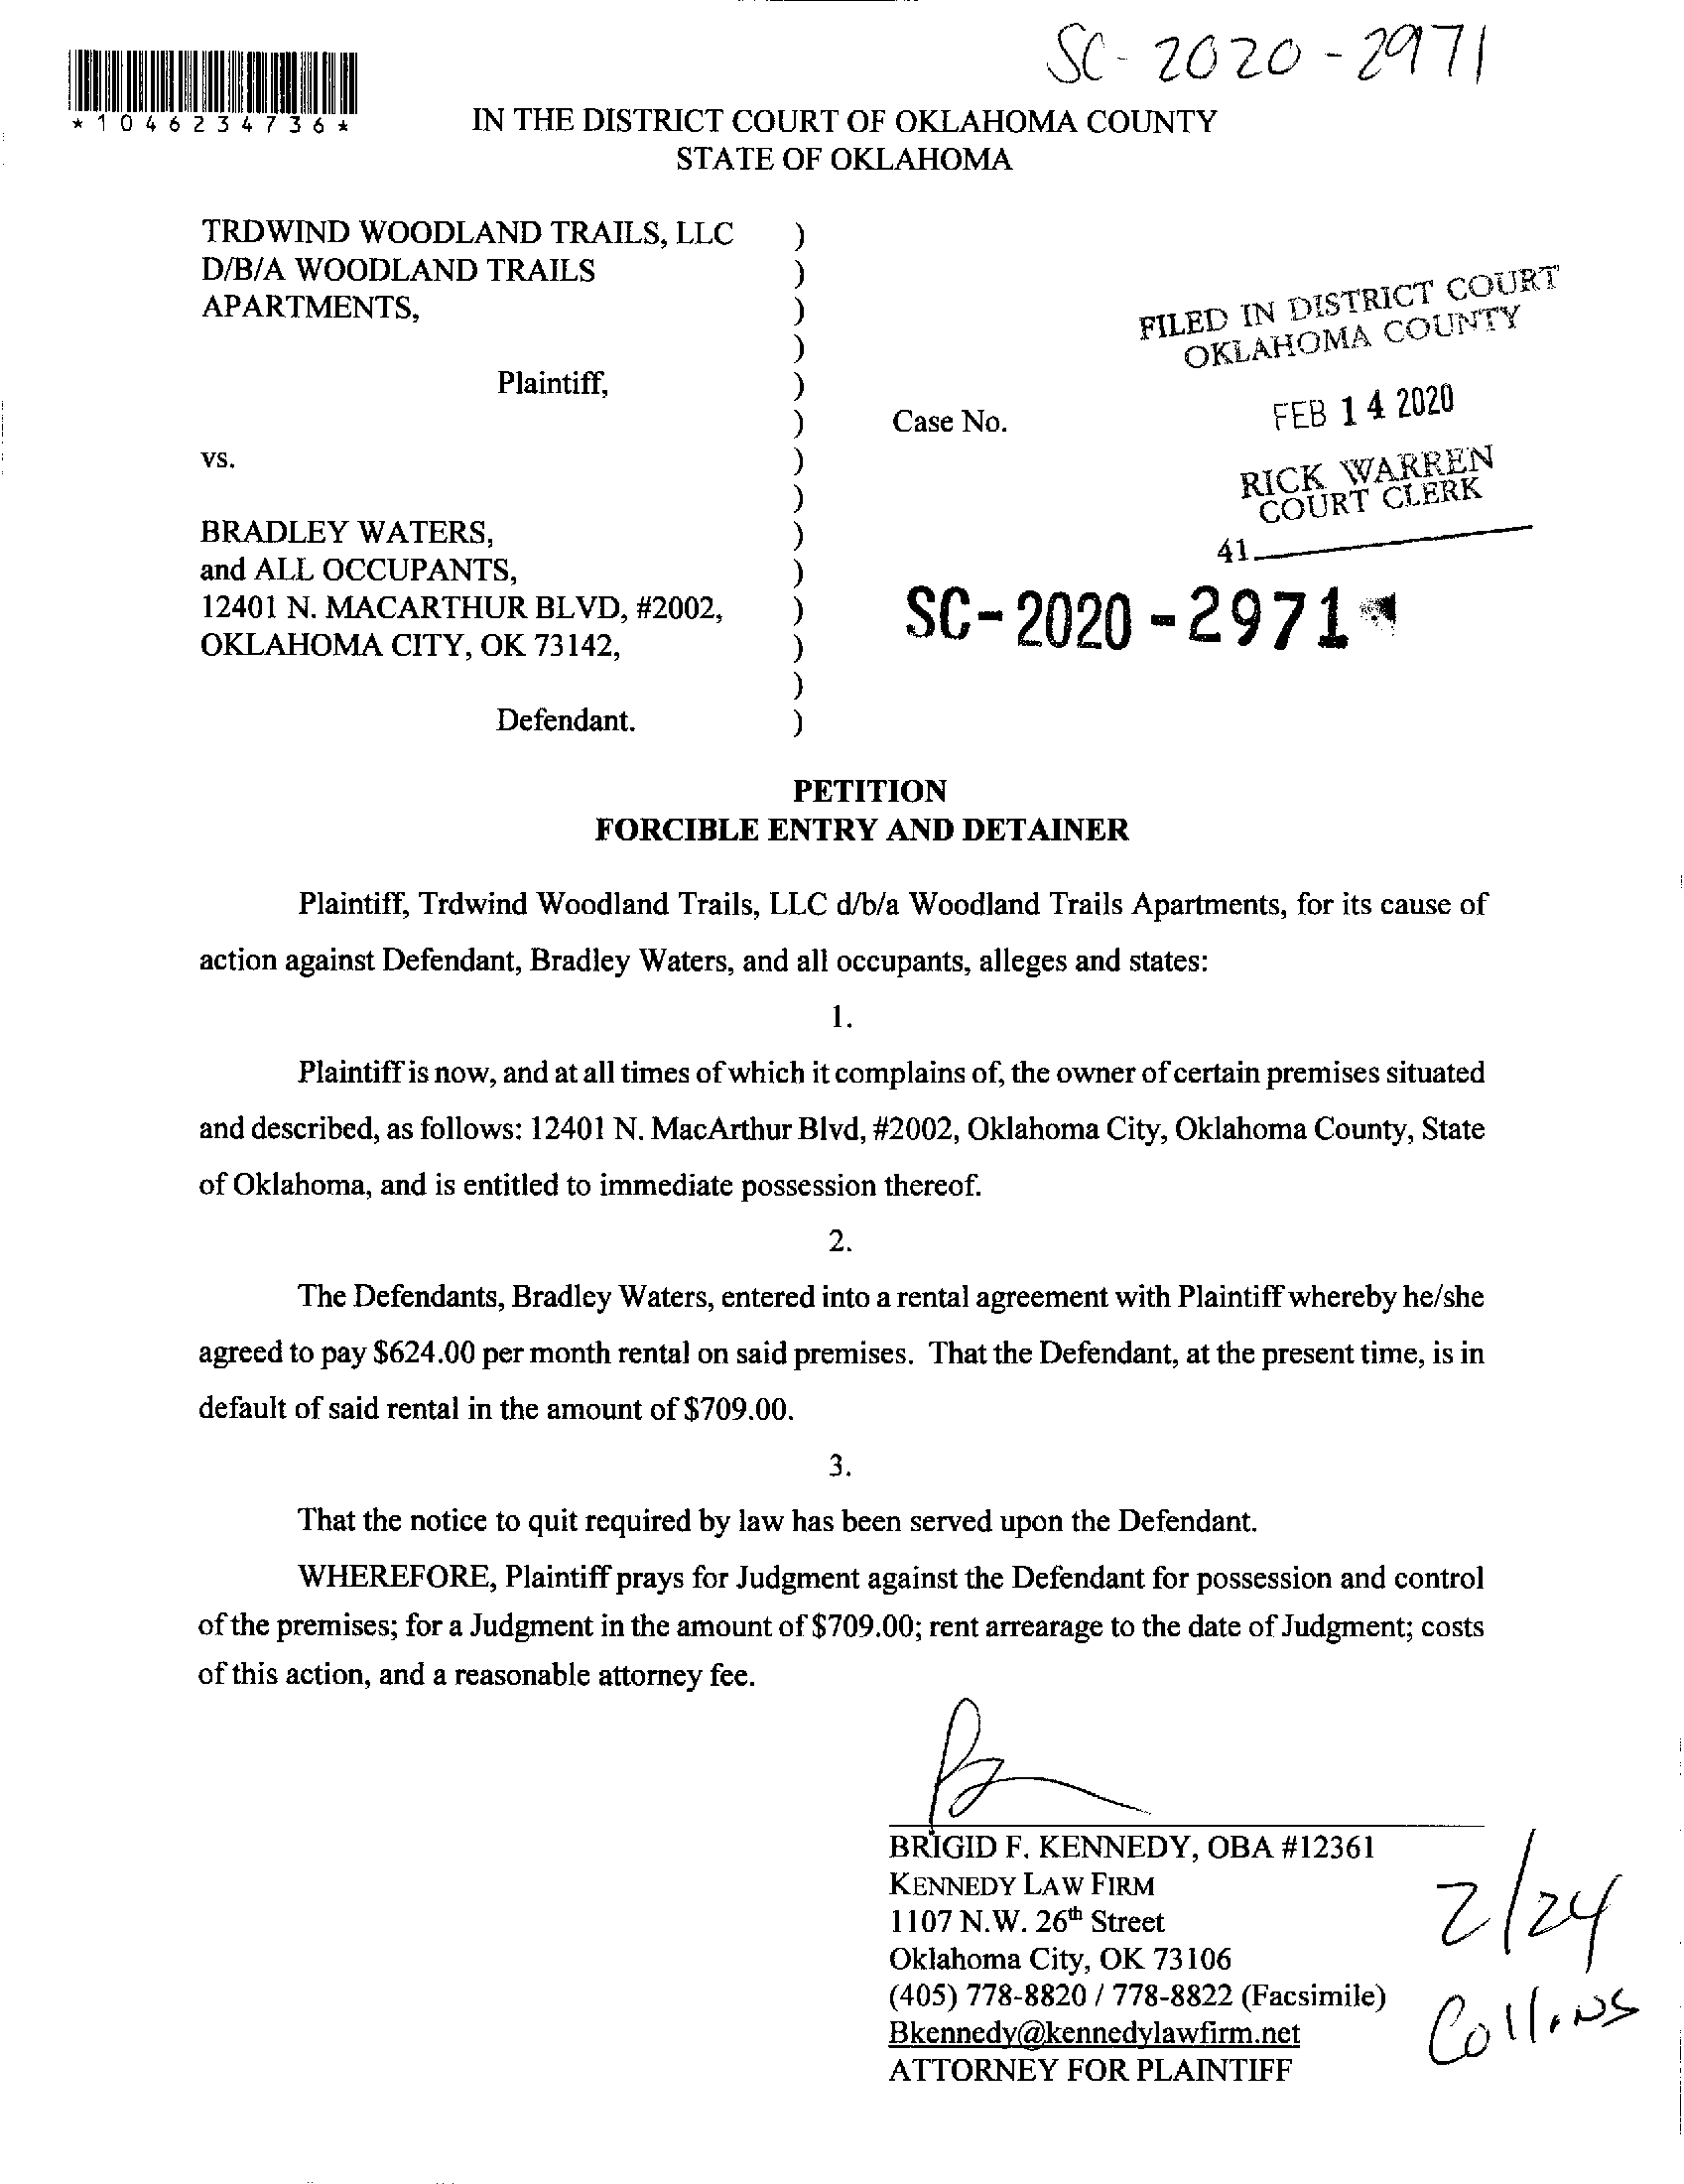 SC-2020-2971
*1046234736*
IN THE DISTRICT COURT OF OKLAHOMA COUNTY
STATE OF OKLAHOMA
TRDWIND WOODLAND TRAILS, LLC )
D/B/A WOODLAND TRAILS )
APARTMENTS, )
)
Plaintiff, )
)
vs. )
)
BRADLEY WATERS, )
and ALL OCCUPANTS, )
12401 N. MACARTHUR BLVD, #2002, )
OKLAHOMA CITY, OK 73142, )
)
Defendant. )
FILED IN DISTRICT COURT
OKLAHOMA COUNTY
FEB 14 2020
Case No.
RICK WARREN
COURT CLERK
41
SC-2020-2971
PETITION
FORCIBLE ENTRY AND DETAINER
Plaintiff, Trdwind Woodland Trails, LLC d/b/a Woodland Trails Apartments, for its cause of
action against Defendant, Bradley Waters, and all occupants, alleges and states:
1.
Plaintiff is now, and at all times of which it complains of, the owner of certain premises situated
and described, as follows: 12401 N. MacArthur Blvd, #2002, Oklahoma City, Oklahoma County, State
of Oklahoma, and is entitled to immediate possession thereof.
2.
The Defendants, Bradley Waters, entered into a rental agreement with Plaintiff whereby he/she
agreed to pay $624.00 per month rental on said premises. That the Defendant, at the present time, is in
default of said rental in the amount of $709.00.
3.
That the notice to quit required by law has been served upon the Defendant.
WHEREFORE, Plaintiff prays for Judgment against the Defendant for possession and control
of the premises; for a Judgment in the amount of $709.00; rent arrearage to the date of Judgment; costs
of this action, and a reasonable attorney fee.
BRIGID F. KENNEDY, OBA #12361
KENNEDY LAW FIRM
1107 N.W. 26th Street
Oklahoma City, OK 73106
(405) 778-8820 / 778-8822 (Facsimile)
Bkennedy@kennedylawfirm.net
ATTORNEY FOR PLAINTIFF
2/24
Collins